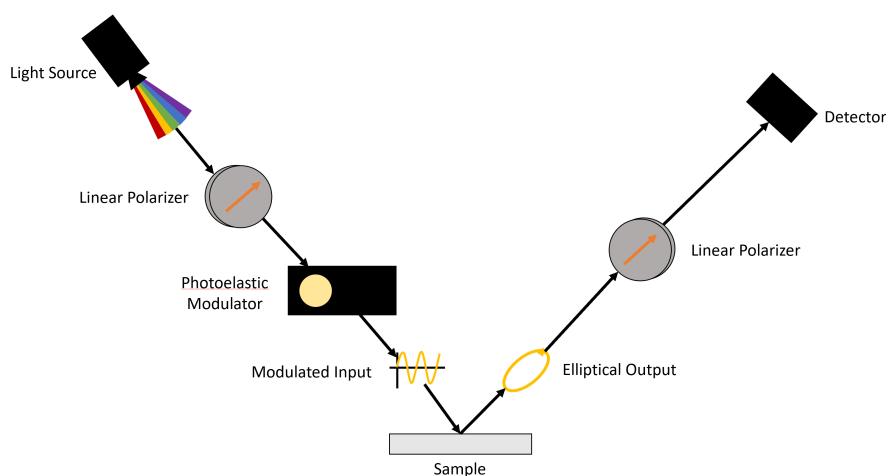 Light Source
Detector
Linear Polarizer
Linear Polarizer
Photoelastic
Modulator
Modulated Input
Elliptical Output
Sample